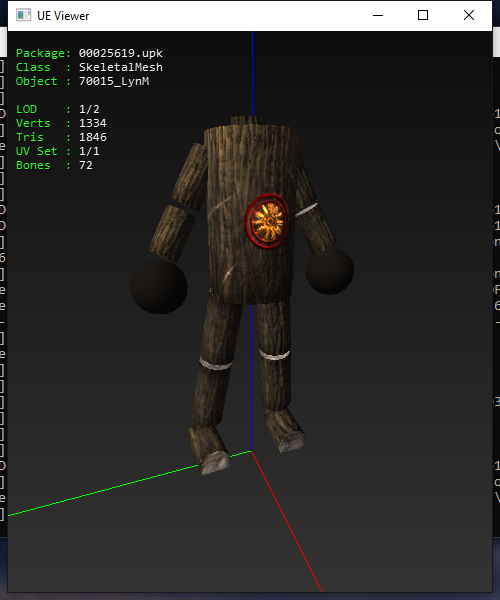 UE Viewer
Package: 00025619.upk
Class : SkeletalMesh
Object : 70015_LynM
LOD : 1/2
Verts : 1334
Tris : 1846
UV Set : 1/1
Bones : 72